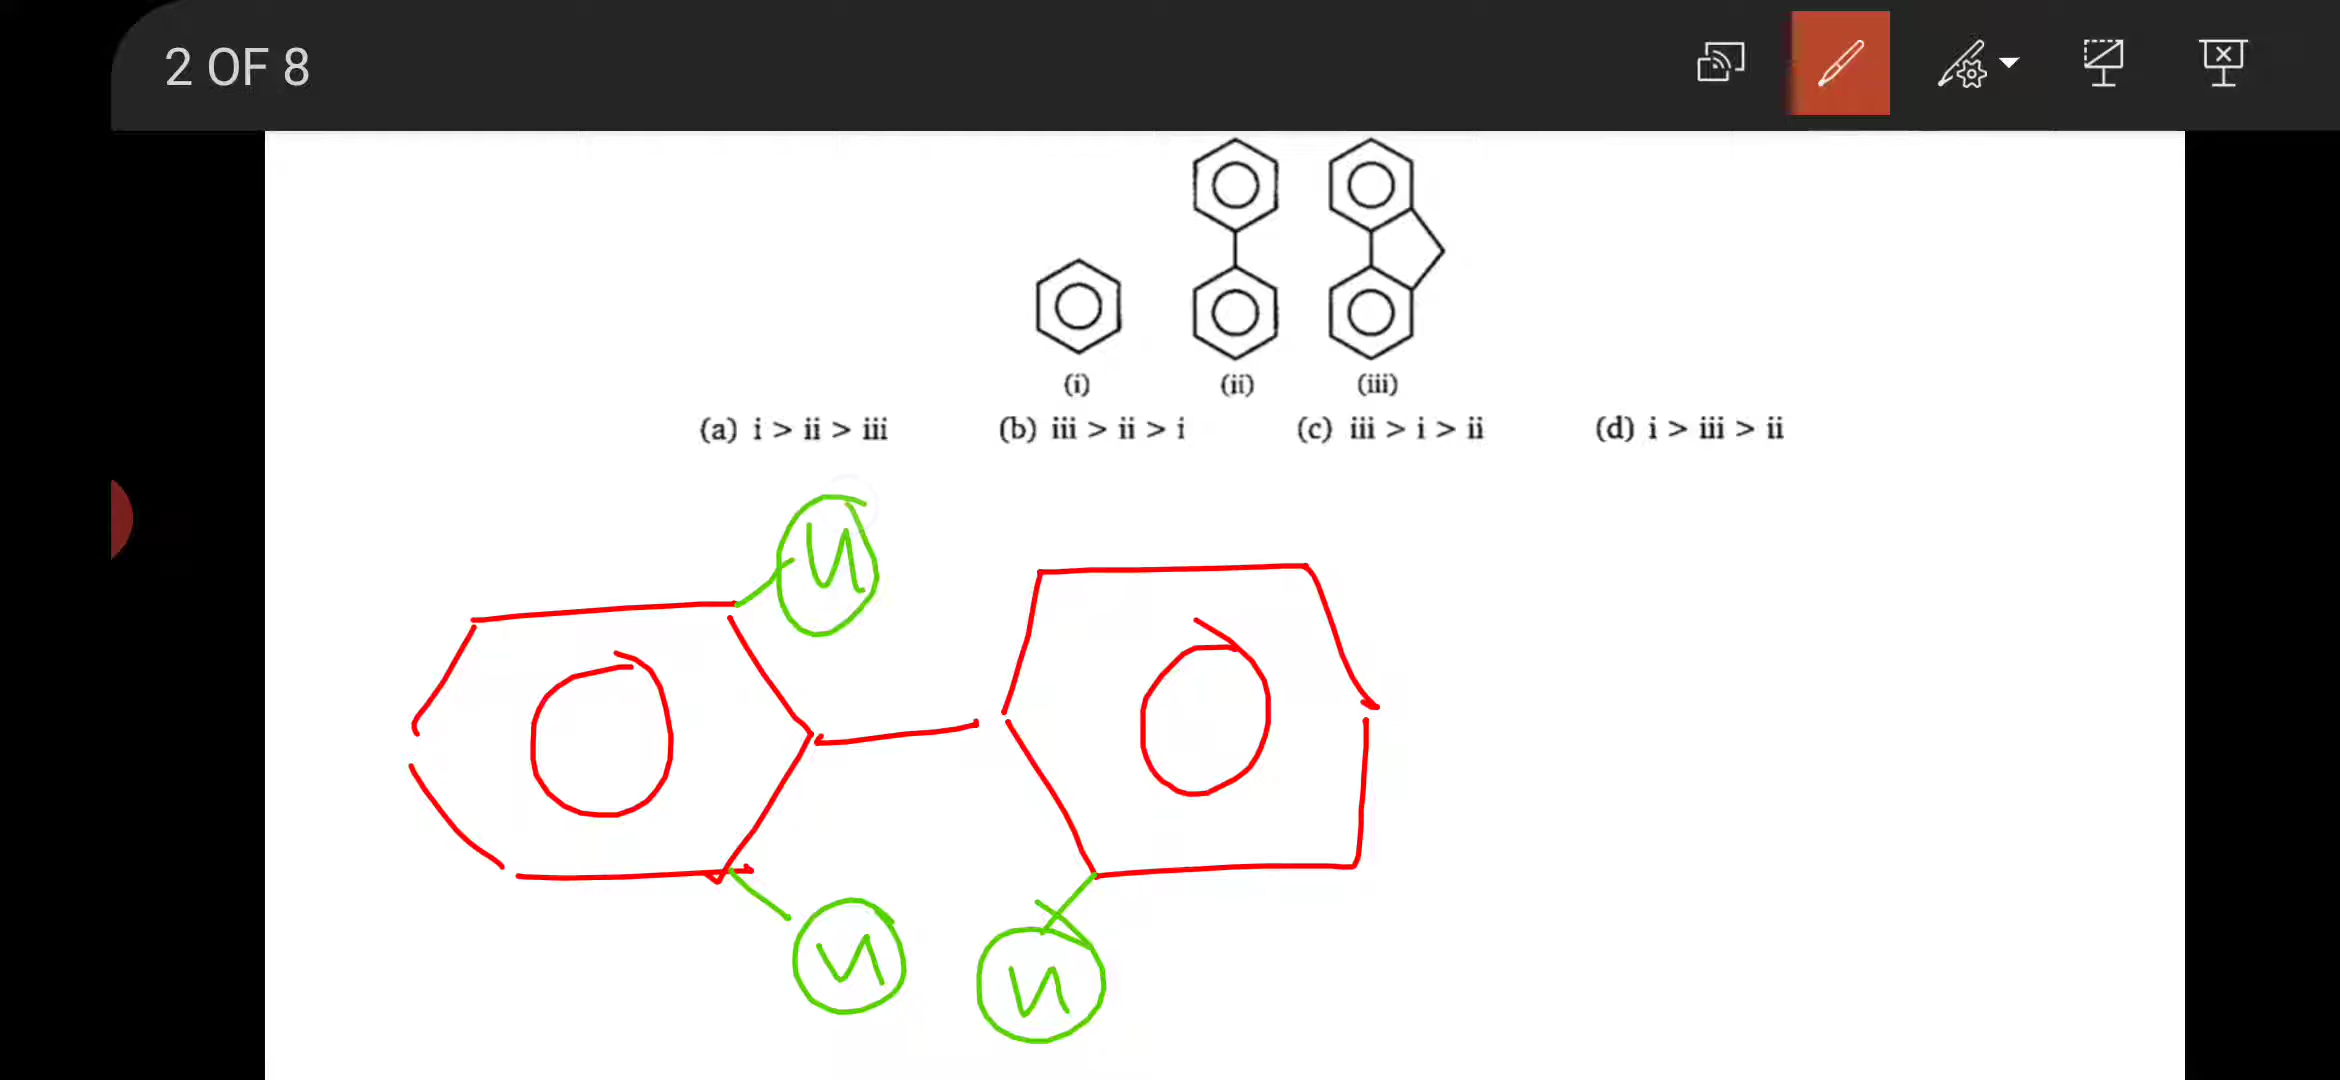 2 OF 8
(i) (ii) (iii)
(a) i > ii > iii (b) iii > ii > i (c) iii > i > ii (d) i > iii > ii